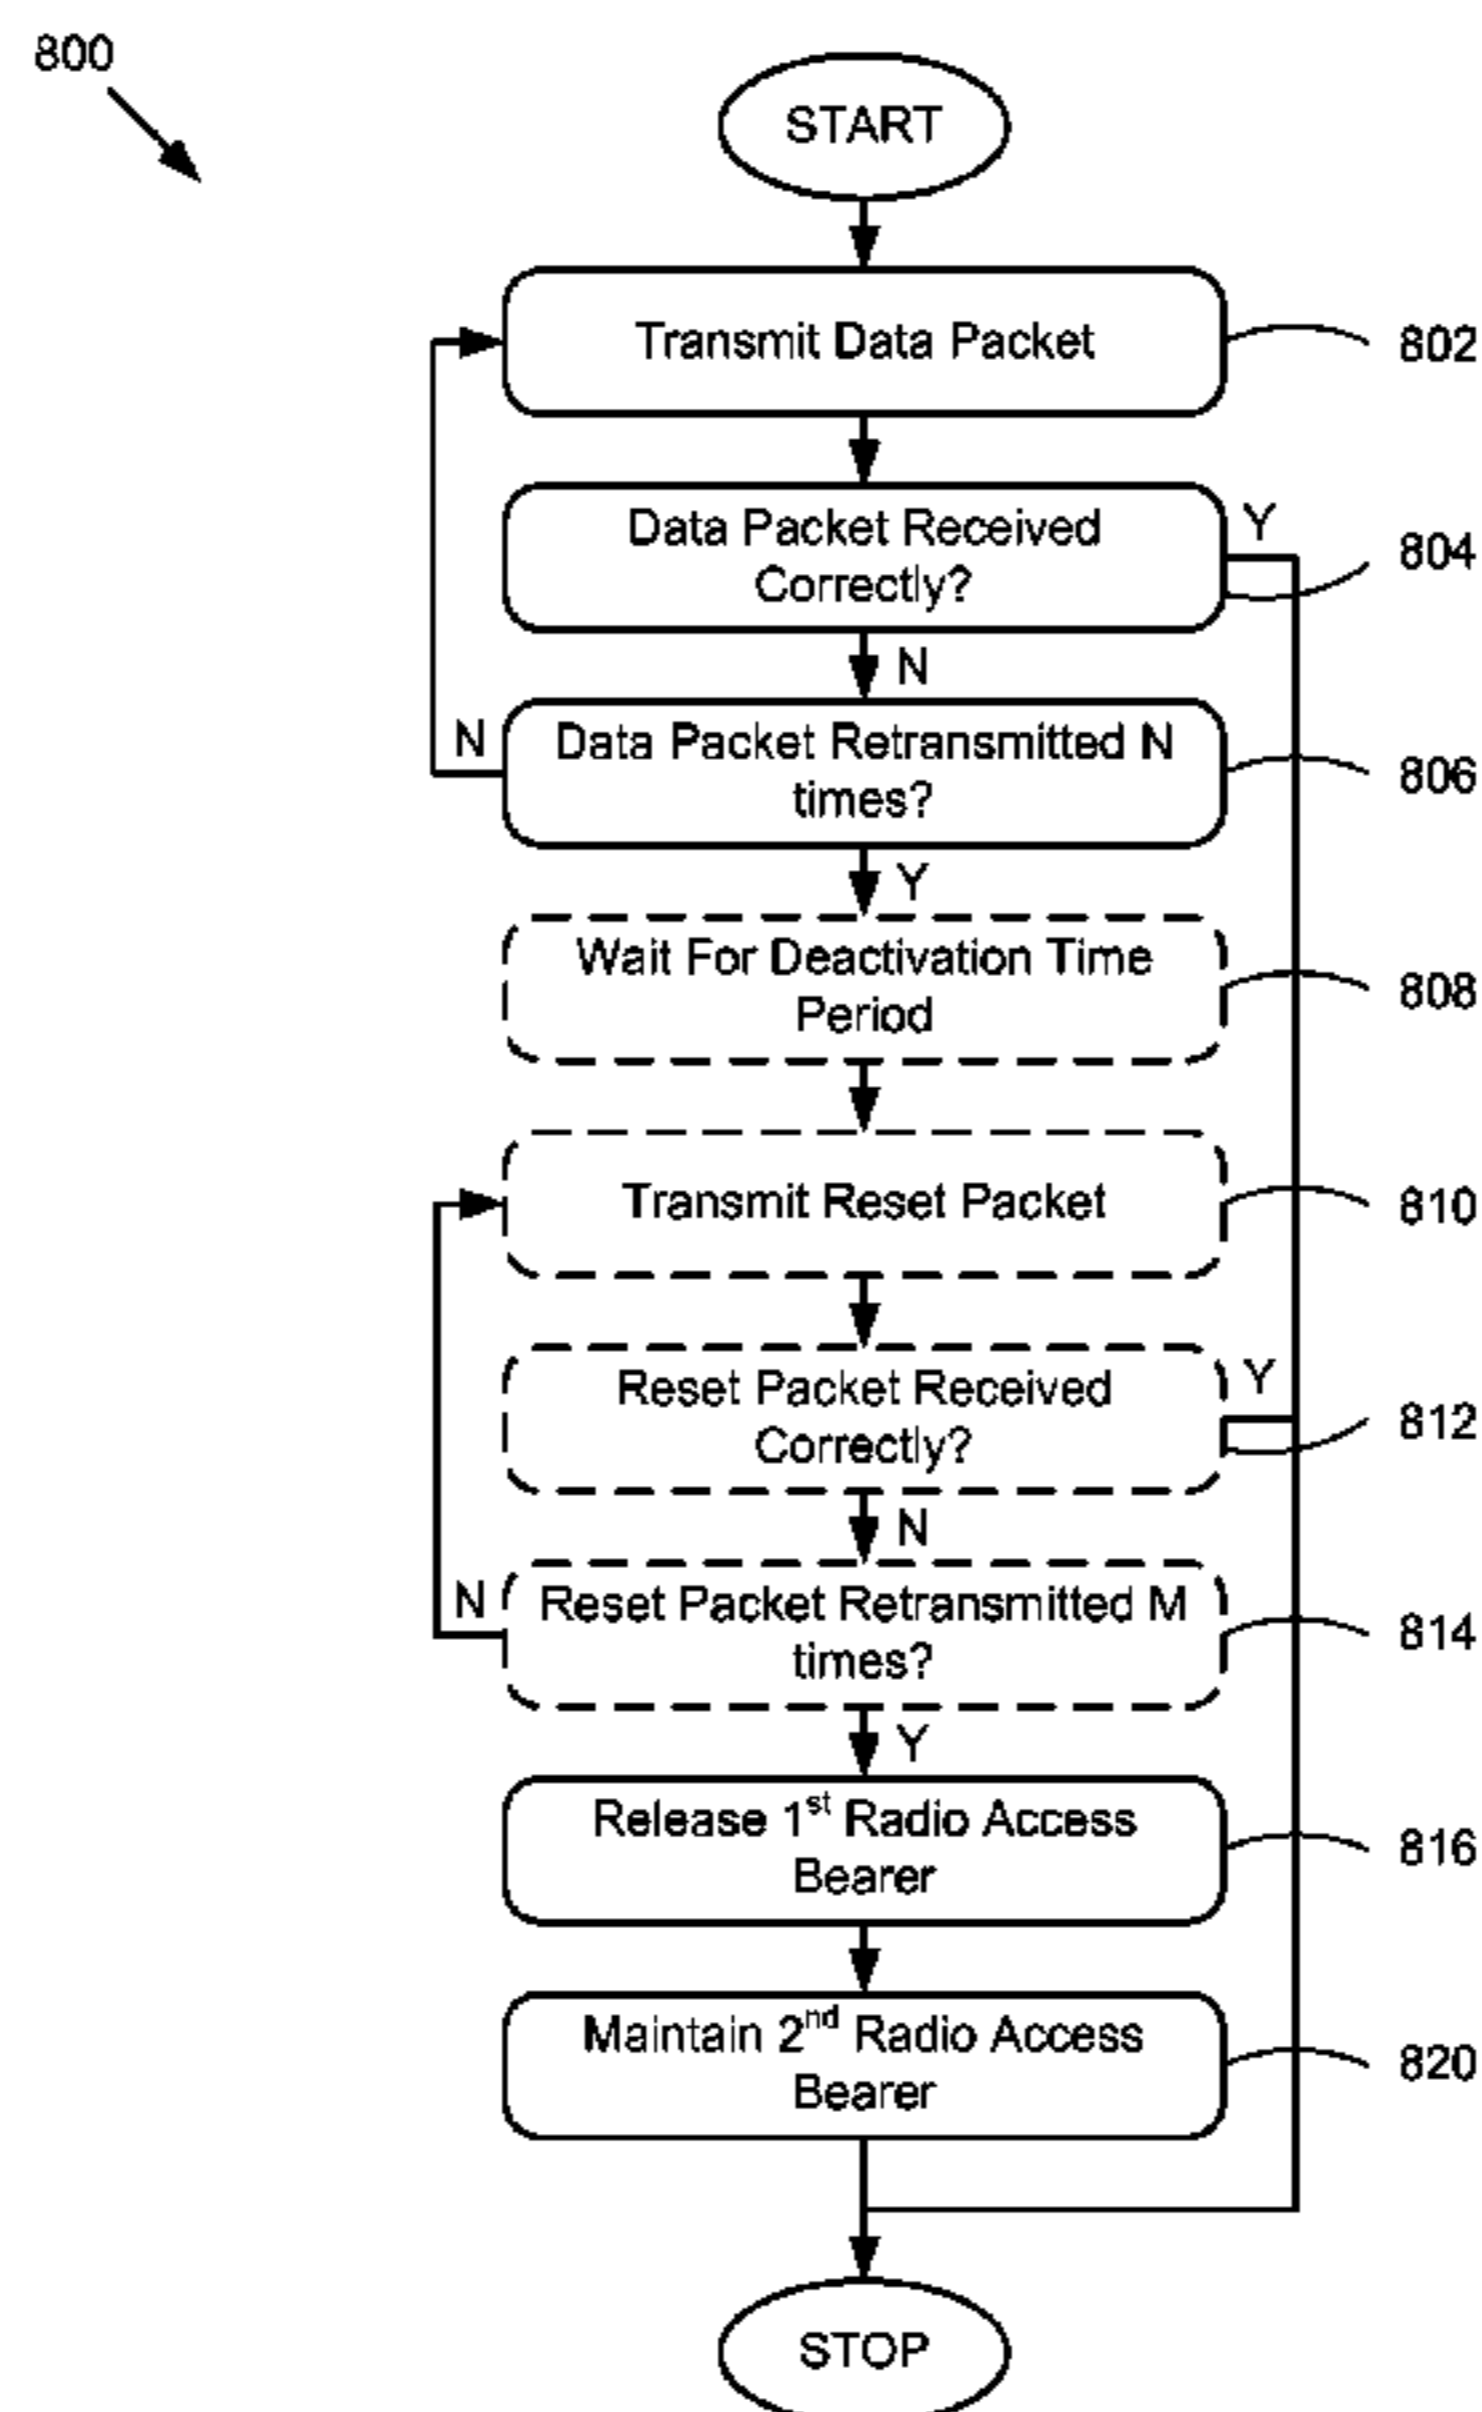 800
START
Transmit Data Packet
802
Data Packet Received
Correctly?
Y
804
N
Data Packet Retransmitted N
times?
N
806
Y
Wait For Deactivation Time
Period
808
Transmit Reset Packet
810
Reset Packet Received
Correctly?
Y
812
N
Reset Packet Retransmitted M
times?
N
814
Y
Release 1st Radio Access
Bearer
816
Maintain 2nd Radio Access
Bearer
820
STOP